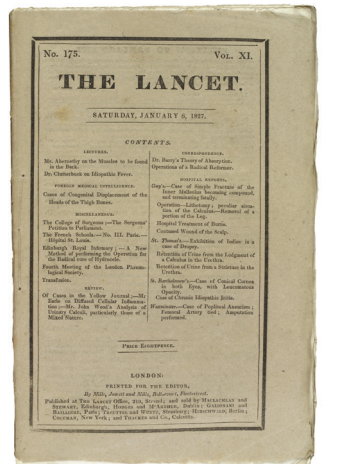 No. 175.
VOL. XI.
THE LANCET.
SATURDAY, JANUARY 6, 1827.
CONTENTS.
LECTURES.
Mr. Abernethy on the Muscles to be found
in the Back.
Dr. Clutterbuck on Idiopathic Fever.
FOREIGN MEDICAL INTELLIGENCE.
Cases of Congenital Displacement of the
Heads of the Thigh Bones.
MISCELLANEOUS.
The College of Surgeons;—The Surgeons'
Petition to Parliament.
The French Schools.—No. III. Paris:—
Hôpital St. Louis.
Edinburgh Royal Infirmary;—A New
Method of performing the Operation for
the Radical cure of Hydrocele.
Fourth Meeting of the London Phrenological Society.
Transfusion.
REVIEW.
Of Cases in the Yellow Journal;—Mr.
Earle on Diffused Cellular Inflammation;—
Mr. Wood's Analysis of
Urinary Calculi, particularly those of a
Mixed Nature.
CORRESPONDENCE.
Dr. Barry's Theory of Absorption.
Operations of a Radical Reformer.
HOSPITAL REPORTS.
Guy's.—Case of Simple Fracture of the
Inner Malleolus becoming compound,
and terminating fatally.
Operation—Lithotomy; peculiar situation
of the Calculus—Removal of a
portion of the Leg.
Hospital Treatment of Burns.
Contused Wound of the Scalp.
St. Thomas's.—Exhibition of Iodine in a
case of Dropsy.
Retention of Urine from the Lodgment of
a Calculus in the Urethra.
Retention of Urine from a Stricture in the
Urethra.
St. Bartholomew's.—Case of Conical Cornea
in both Eyes, with Leucomatous
Opacity.
Case of Chronic Idiopathic Iritis.
Westminster.—Case of Popliteal Aneurism;
Femoral Artery tied; Amputation
performed.
PRICE EIGHTPENCE.
LONDON:
PRINTED FOR THE EDITOR,
By Mills, Jowett and Mills, Bolt-court, Fleet-street.
Published at THE LANCET Office, 210, Strand; and sold by MACLACHLAN and
STEWART, Edinburgh; HODGES and M'ARTHUR, Dublin; GALIGNANI and
BAILLIERE, Paris; TREUTTEL and WURTZ, Strasburg; HIRSCHWALD, Berlin;
COLEMAN, New York; and THACKER and Co., Calcutta.